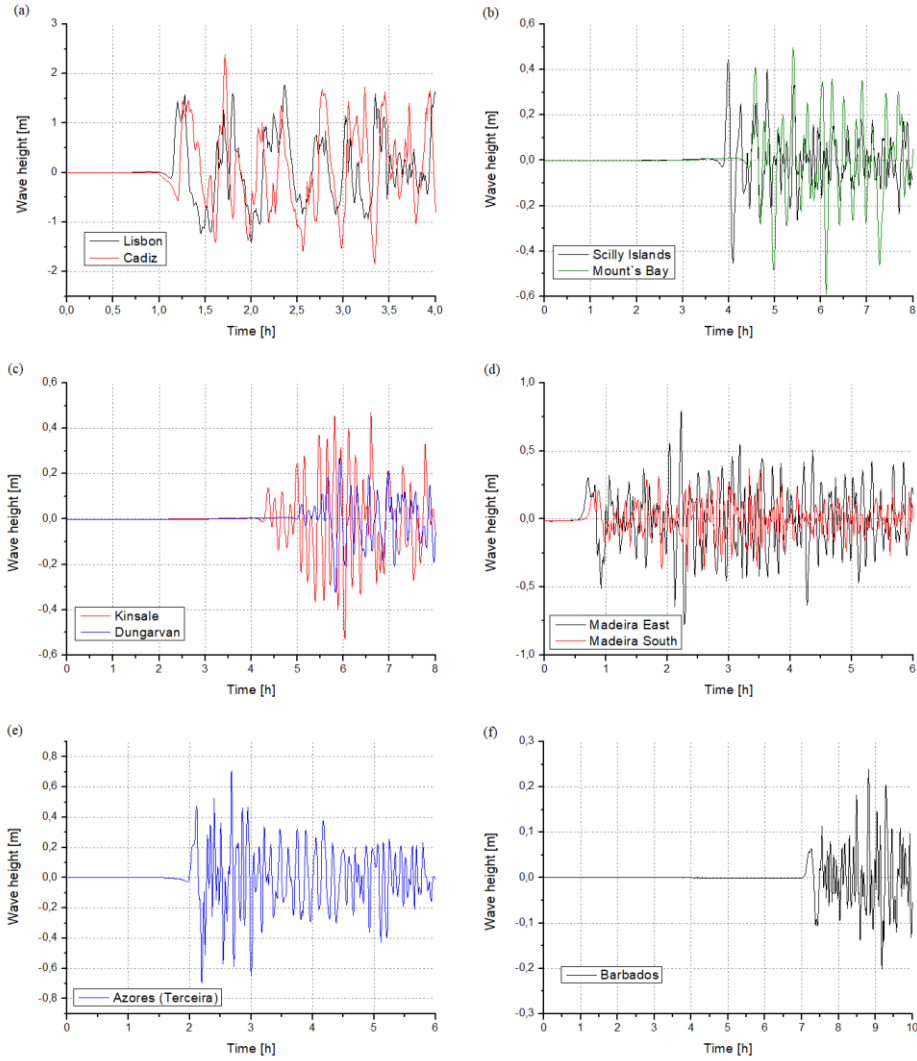 (a)
3
2
1
0
-1
-2
Wave height [m]
Lisbon
Cadiz
0,0 0,5 1,0 1,5 2,0 2,5 3,0 3,5 4,0
Time [h]
(b)
0,6
0,4
0,2
0,0
-0,2
-0,4
-0,6
Wave height [m]
Scilly Islands
Mount`s Bay
0 1 2 3 4 5 6 7 8
Time [h]
(c)
0,6
0,4
0,2
0,0
-0,2
-0,4
-0,6
Wave height [m]
Kinsale
Dungarvan
0 1 2 3 4 5 6 7 8
Time [h]
(d)
1,0
0,5
0,0
-0,5
-1,0
Wave height [m]
Madeira East
Madeira South
0 1 2 3 4 5 6
Time [h]
(e)
0,8
0,6
0,4
0,2
0,0
-0,2
-0,4
-0,6
-0,8
Wave height [m]
Azores (Terceira)
0 1 2 3 4 5 6
Time [h]
(f)
0,3
0,2
0,1
0,0
-0,1
-0,2
-0,3
Wave height [m]
Barbados
0 1 2 3 4 5 6 7 8 9 10
Time [h]